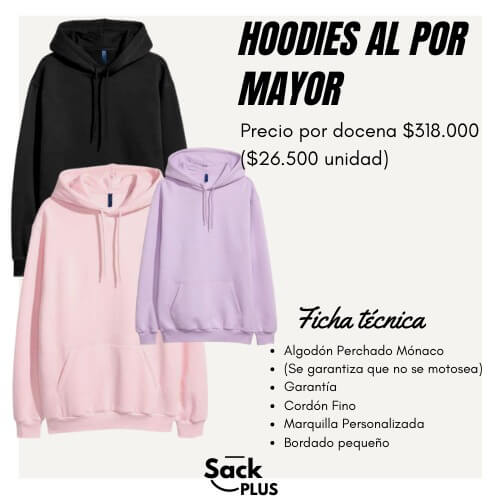 HOODIES AL POR
MAYOR
Precio por docena $318.000
($26.500 unidad)
Ficha técnica
Algodón Perchado Mónaco
(Se garantiza que no se motosea)
Garantía
Cordón Fino
Marquilla Personalizada
Bordado pequeño
Sack
PLUS